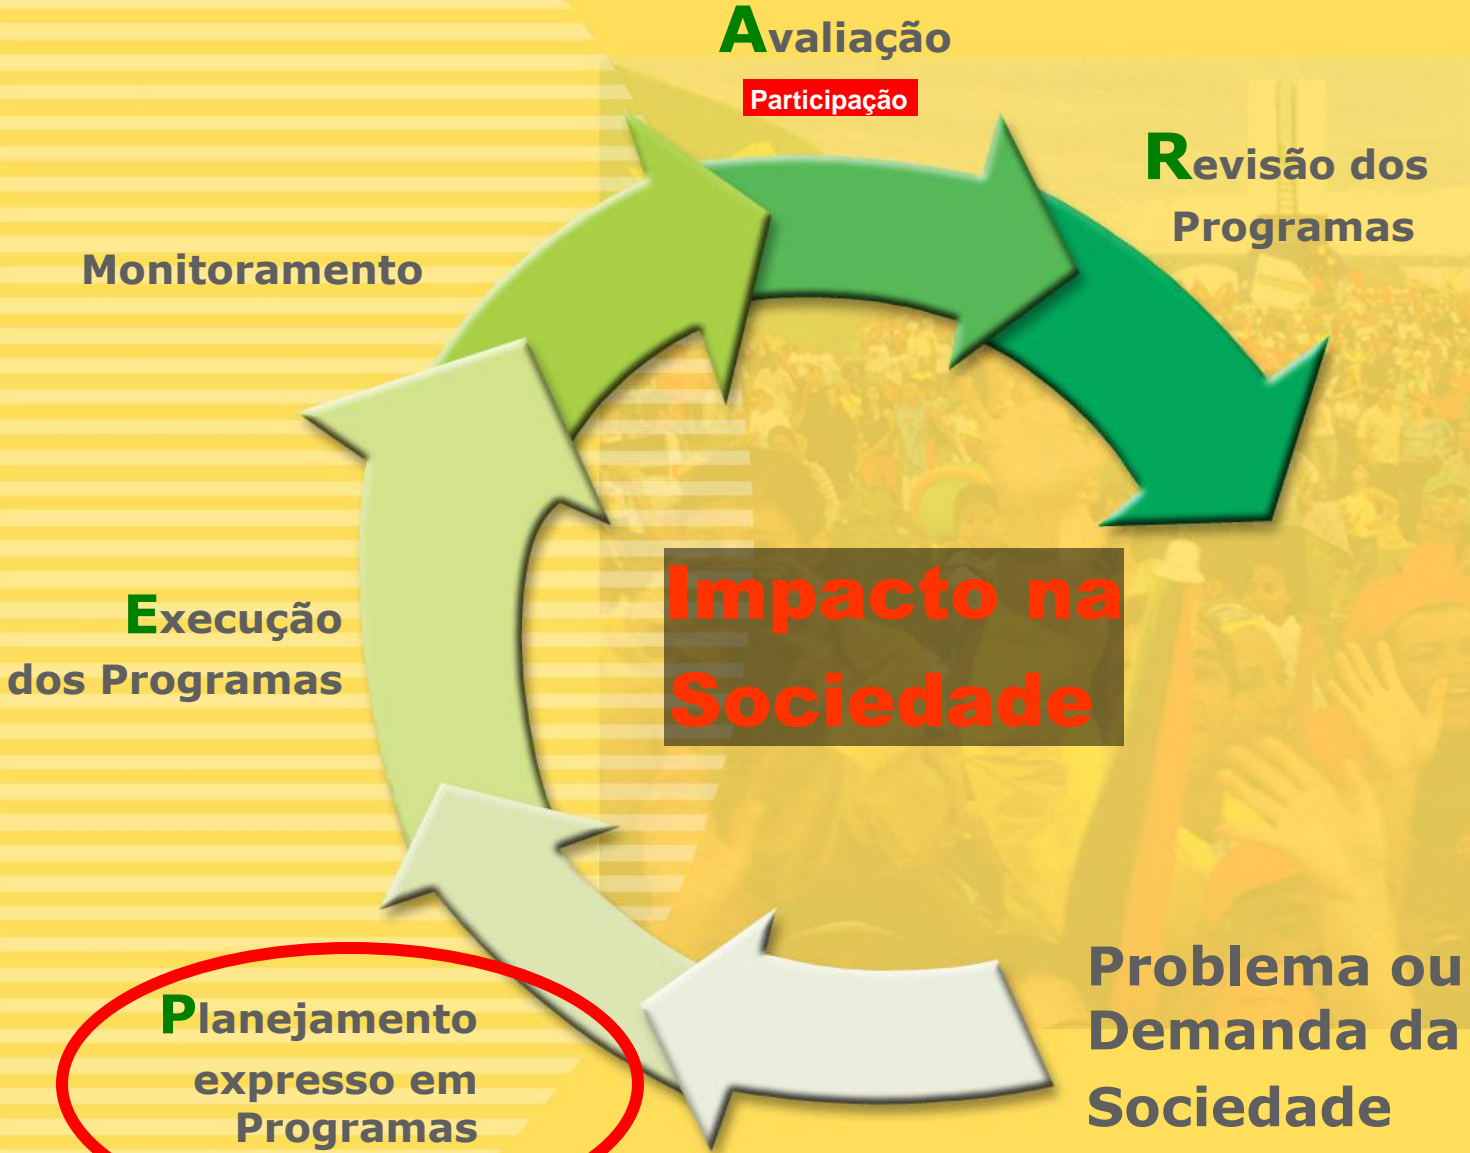 Avaliação
Participação
Revisão dos
Programas
Monitoramento
Execução
dos Programas
Impacto na
Sociedade
Planejamento
expresso em
Programas
Problema ou
Demanda da
Sociedade